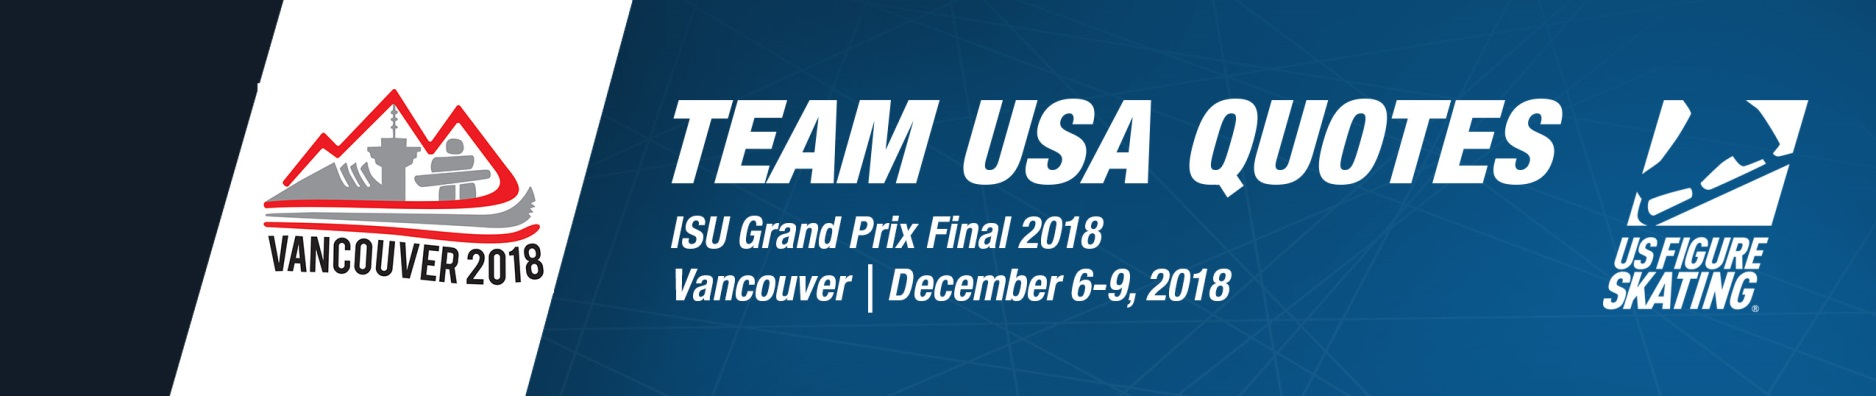 VANCOUVER 2018
TEAM USA QUOTES
ISU Grand Prix Final 2018
Vancouver | December 6-9, 2018
US FIGURE
SKATING®